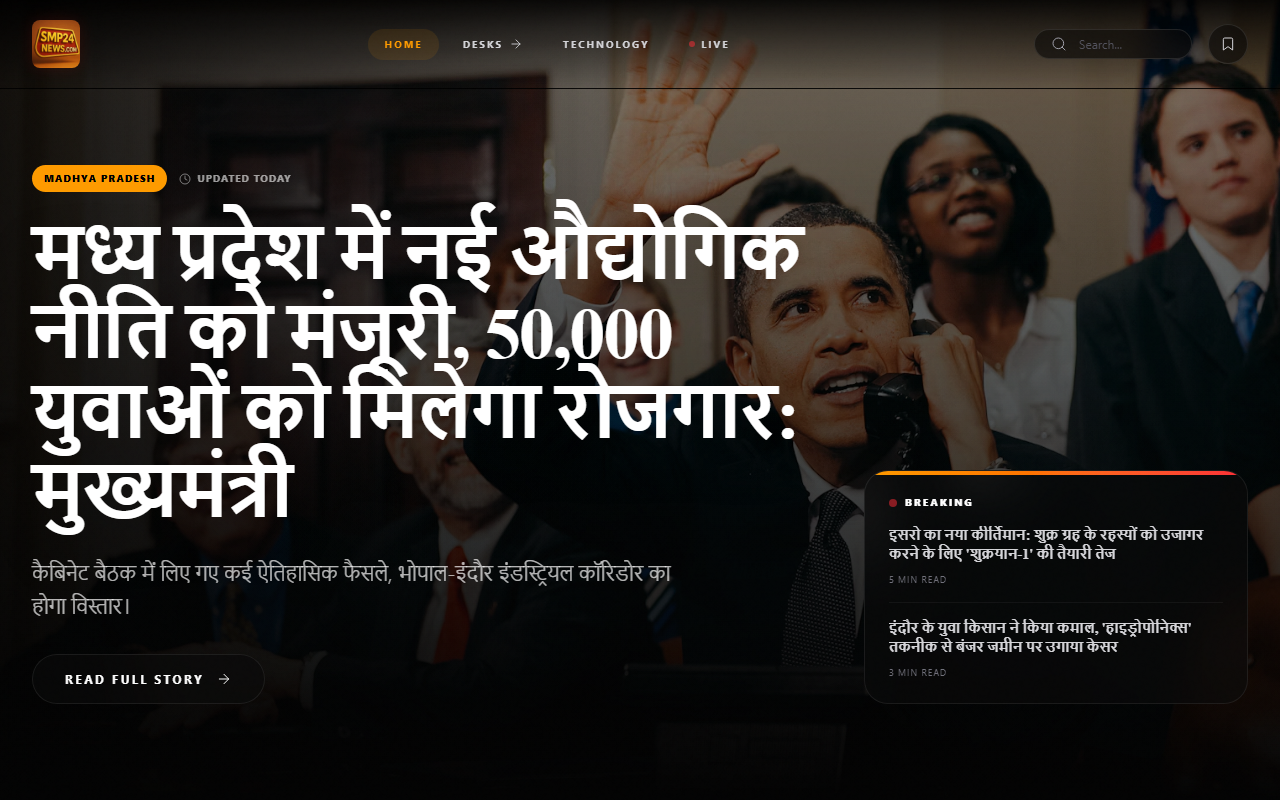 SMP24
NEWS.COM
HOME
DESKS
TECHNOLOGY
LIVE
Search...
MADHYA PRADESH
UPDATED TODAY
मध्य प्रदेश में नई औद्योगिक
नीति को मंजूरी, 50,000
युवाओं को मिलेगा रोजगार:
मुख्यमंत्री
कैबिनेट बैठक में लिए गए कई ऐतिहासिक फैसले, भोपाल-इंदौर इंडस्ट्रियल कॉरिडोर का
होगा विस्तार।
READ FULL STORY
BREAKING
इसरो का नया कीर्तिमान: शुक्र ग्रह के रहस्यों को उजागर
करने के लिए 'शुक्रयान-1' की तैयारी तेज
5 MIN READ
इंदौर के युवा किसान ने किया कमाल, 'हाइड्रोपोनिक्स'
तकनीक से बंजर जमीन पर उगाया केसर
3 MIN READ